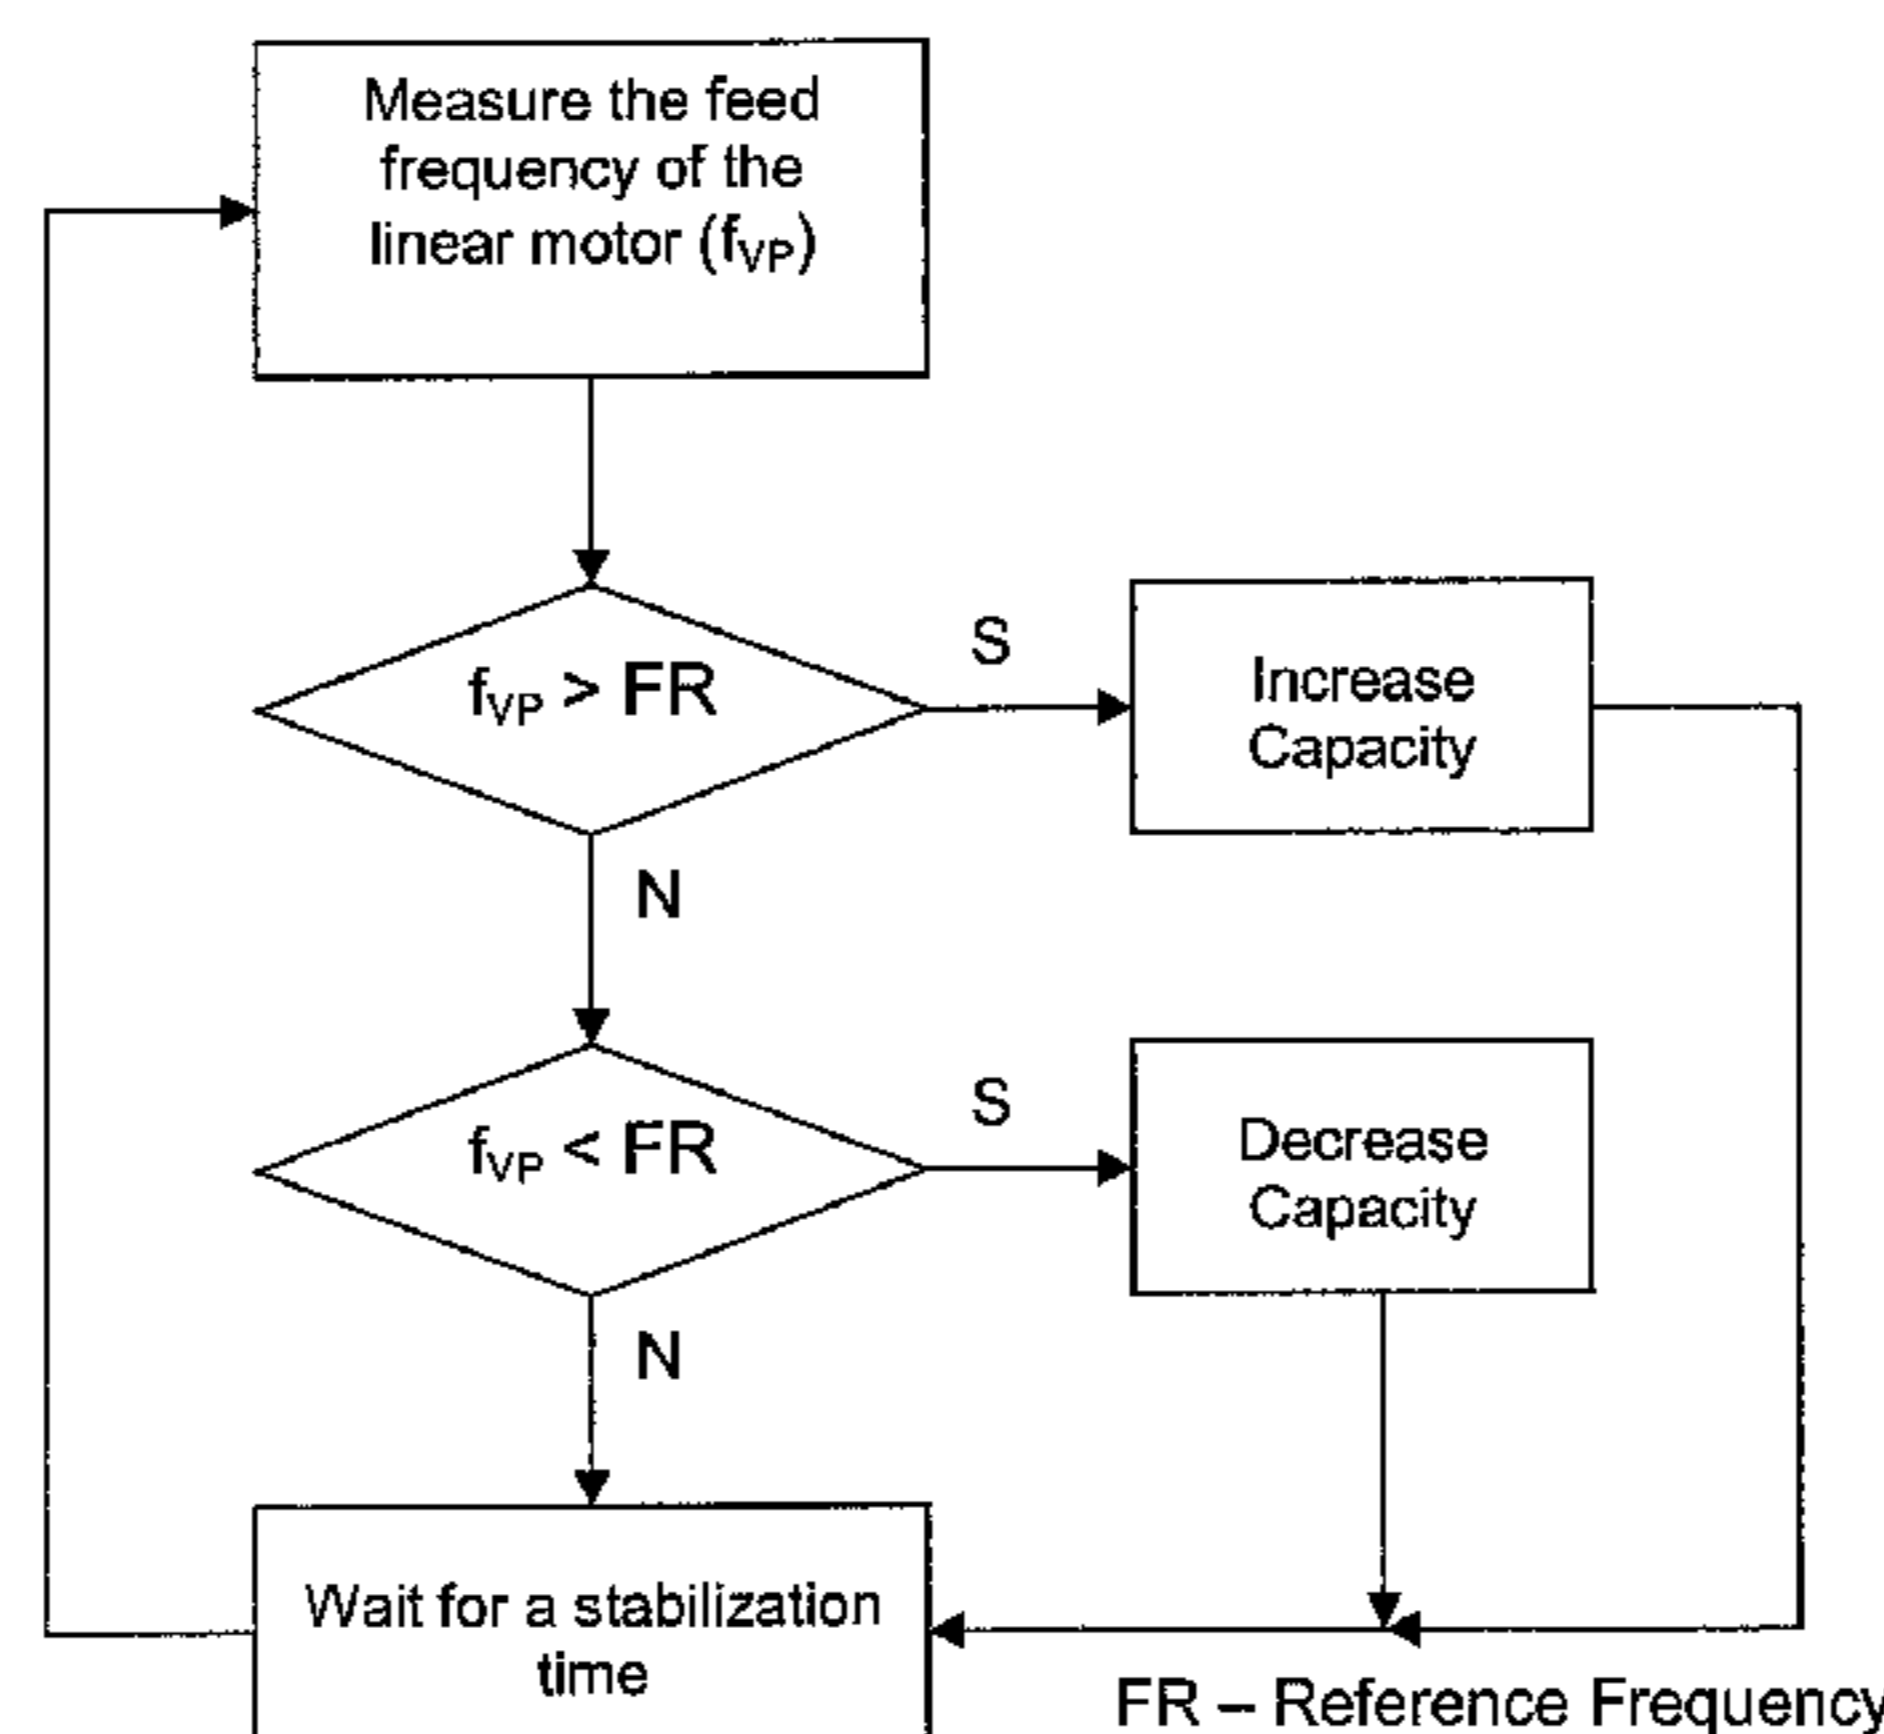 Measure the feed
frequency of the
linear motor (fVP)
fVP > FR
S
Increase
Capacity
N
fVP < FR
S
Decrease
Capacity
N
Wait for a stabilization
time
FR – Reference Frequency